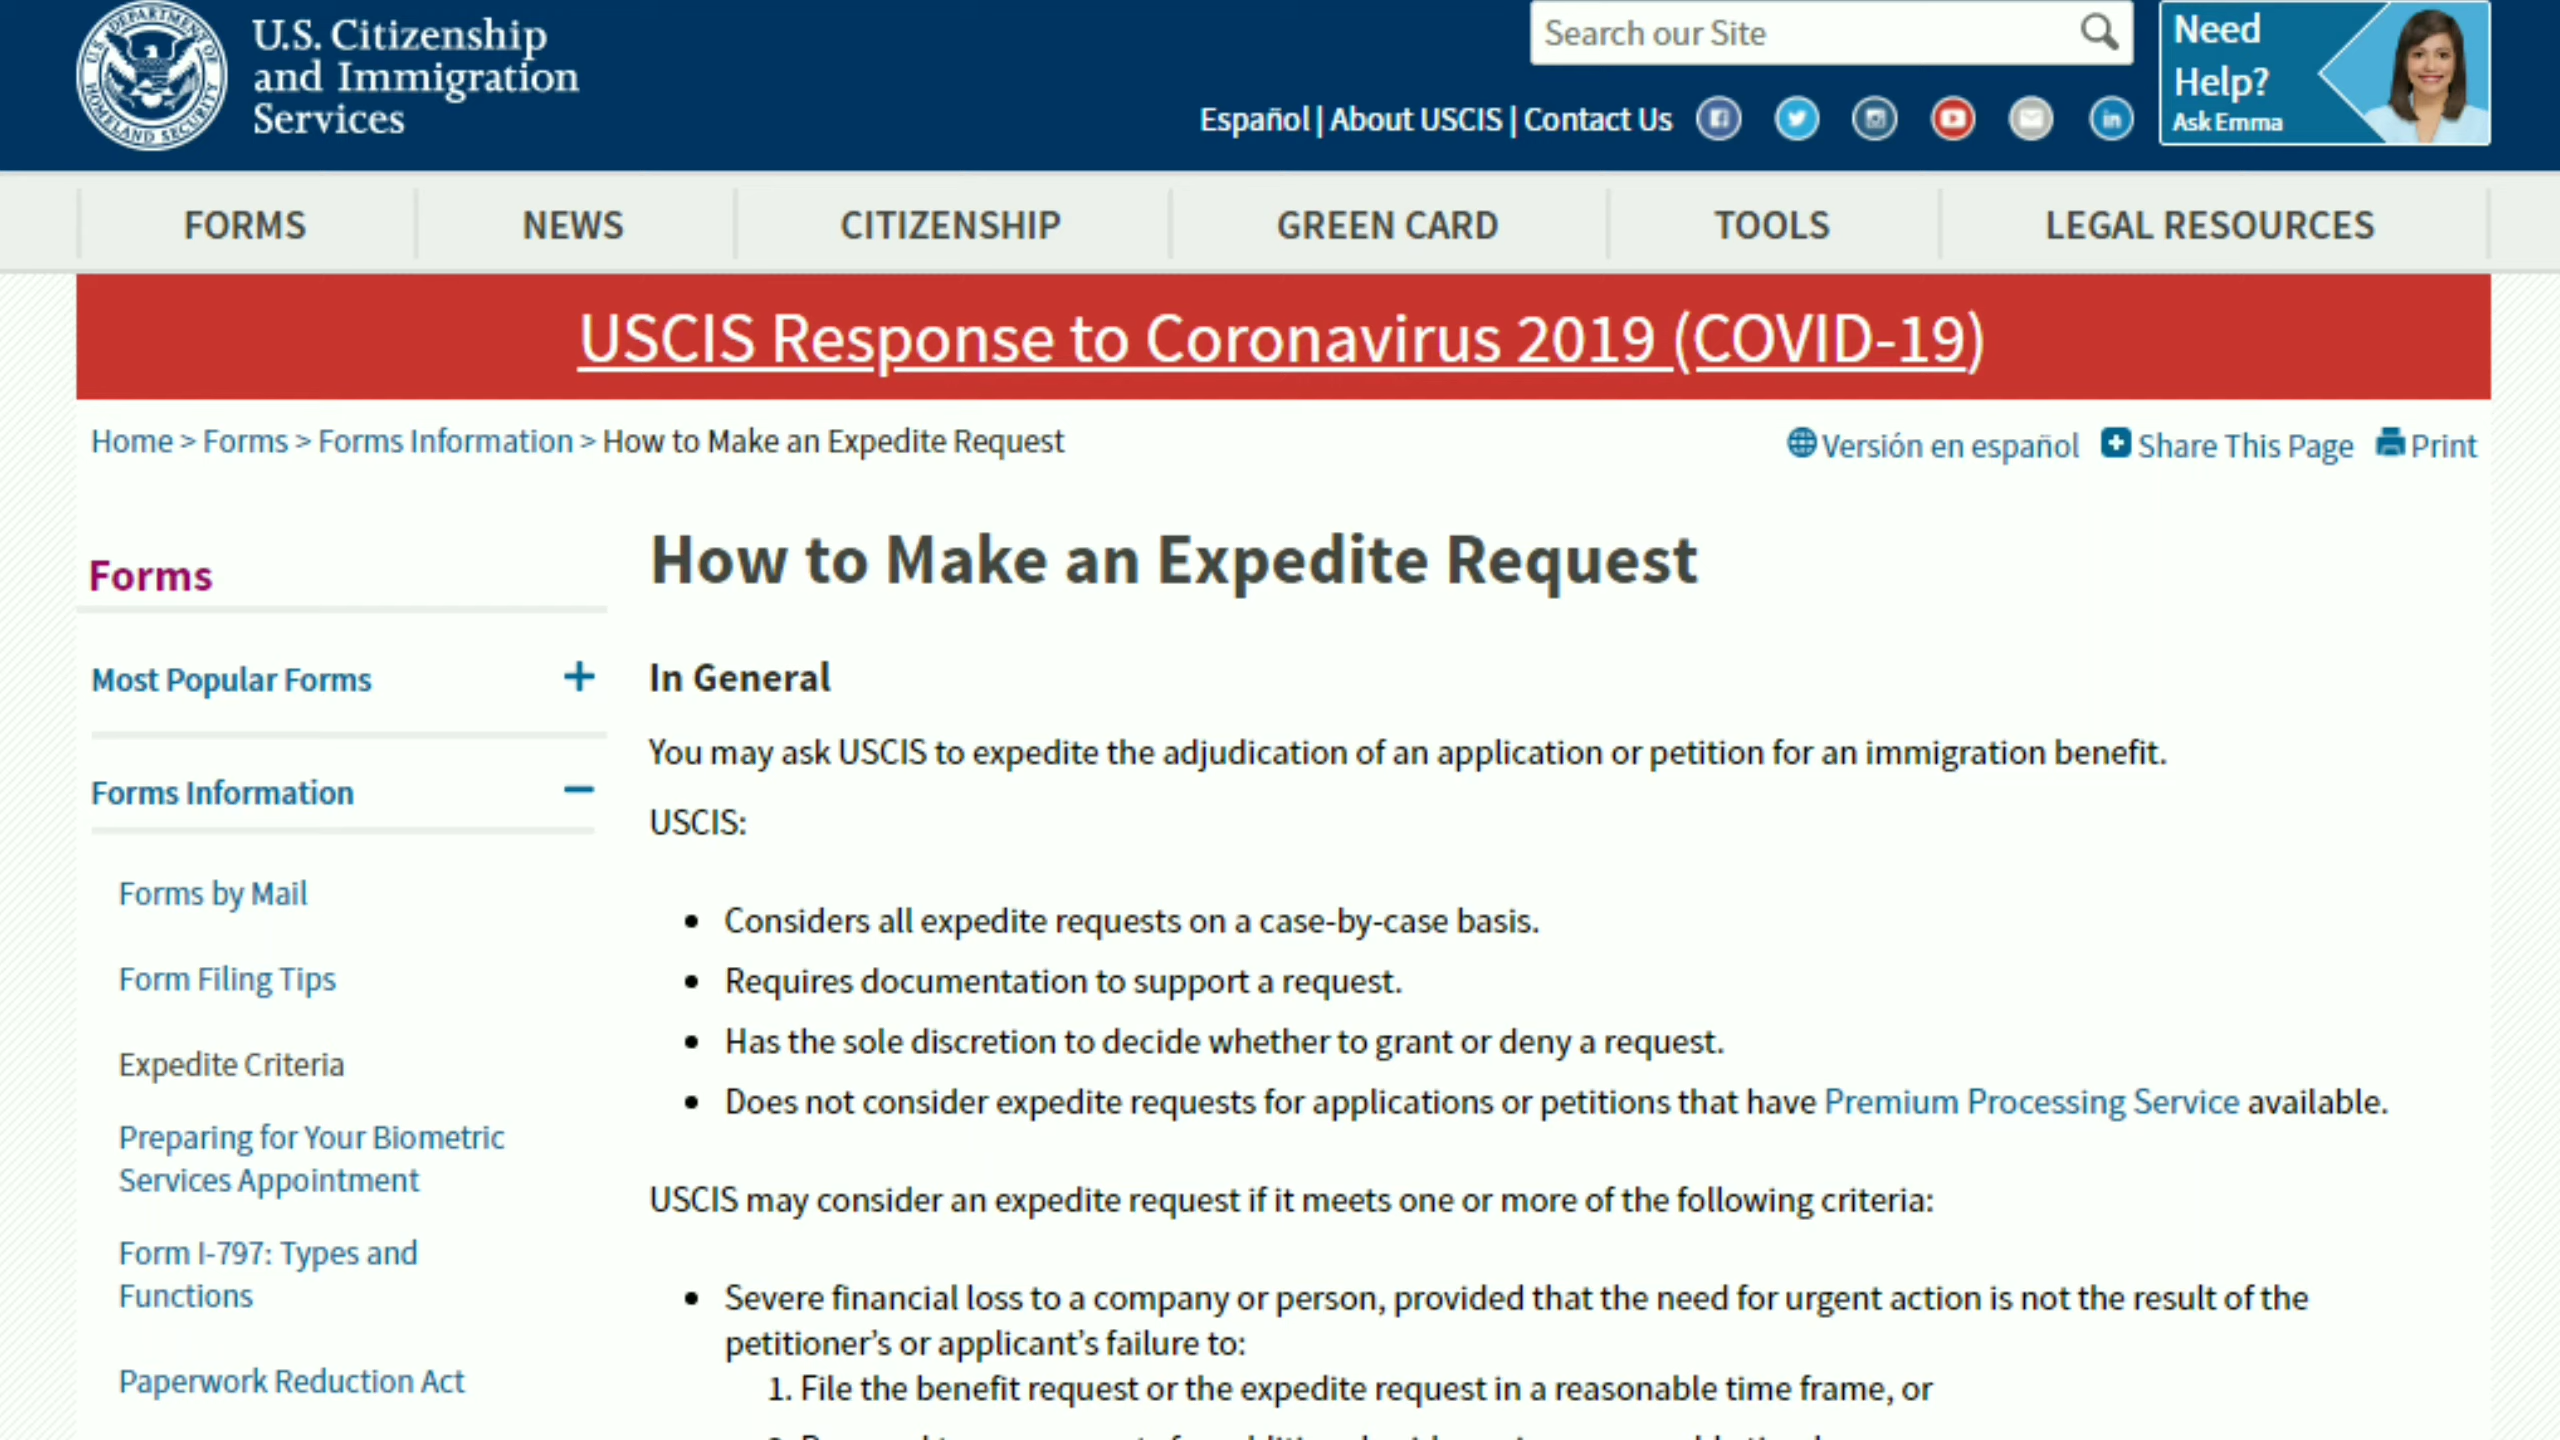 U.S. DEPARTMENT OF HOMELAND SECURITY
U.S. Citizenship
and Immigration
Services
Search our Site
Need
Help?
Ask Emma
Español | About USCIS | Contact Us
in
FORMS
NEWS
CITIZENSHIP
GREEN CARD
TOOLS
LEGAL RESOURCES
USCIS Response to Coronavirus 2019 (COVID-19)
Home > Forms > Forms Information > How to Make an Expedite Request
Versión en español
Share This Page
Print
Forms
Most Popular Forms
Forms Information
Forms by Mail
Form Filing Tips
Expedite Criteria
Preparing for Your Biometric
Services Appointment
Form I-797: Types and
Functions
Paperwork Reduction Act
How to Make an Expedite Request
In General
You may ask USCIS to expedite the adjudication of an application or petition for an immigration benefit.
USCIS:
• Considers all expedite requests on a case-by-case basis.
• Requires documentation to support a request.
• Has the sole discretion to decide whether to grant or deny a request.
• Does not consider expedite requests for applications or petitions that have Premium Processing Service available.
USCIS may consider an expedite request if it meets one or more of the following criteria:
• Severe financial loss to a company or person, provided that the need for urgent action is not the result of the
petitioner's or applicant's failure to:
1. File the benefit request or the expedite request in a reasonable time frame, or